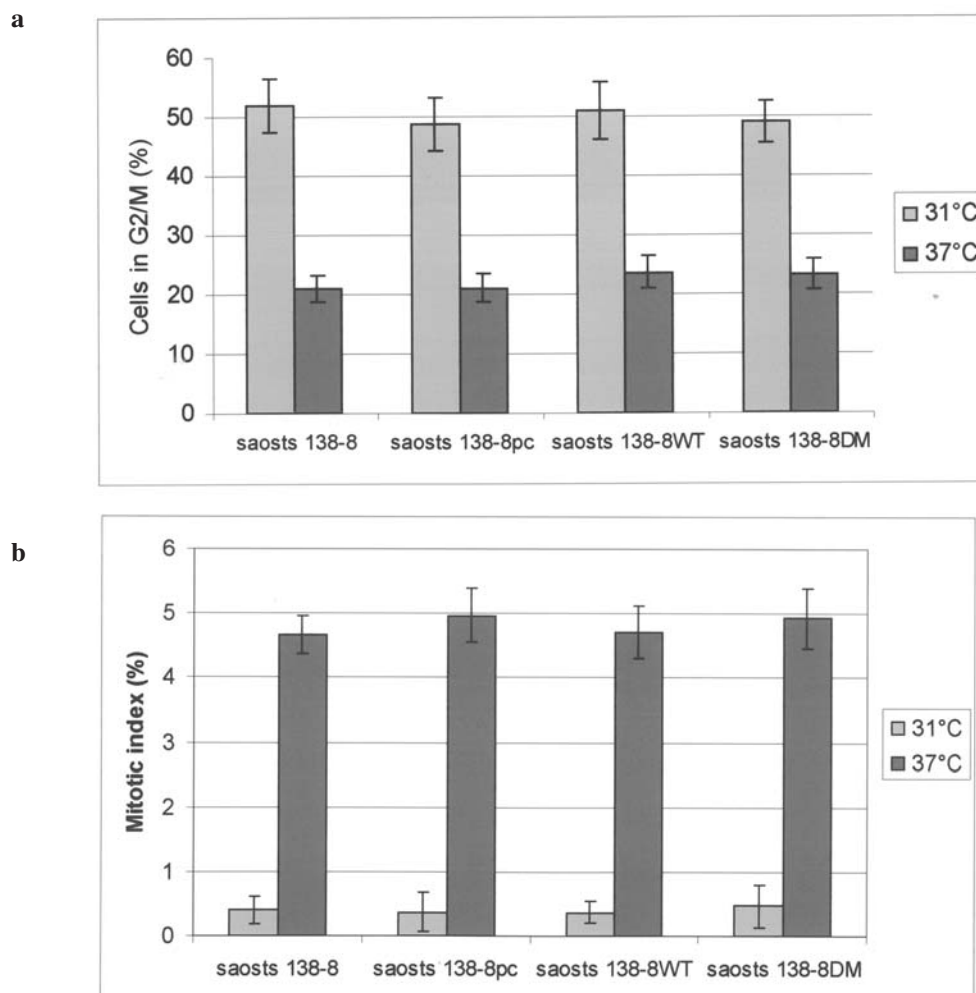 a
60
50
40
30
20
10
0
Cells in G2/M (%)
saosts 138-8 saosts 138-8pc saosts 138-8WT saosts 138-8DM
31°C
37°C
b
6
5
4
3
2
1
0
Mitotic index (%)
saosts 138-8 saosts 138-8pc saosts 138-8WT saosts 138-8DM
31°C
37°C